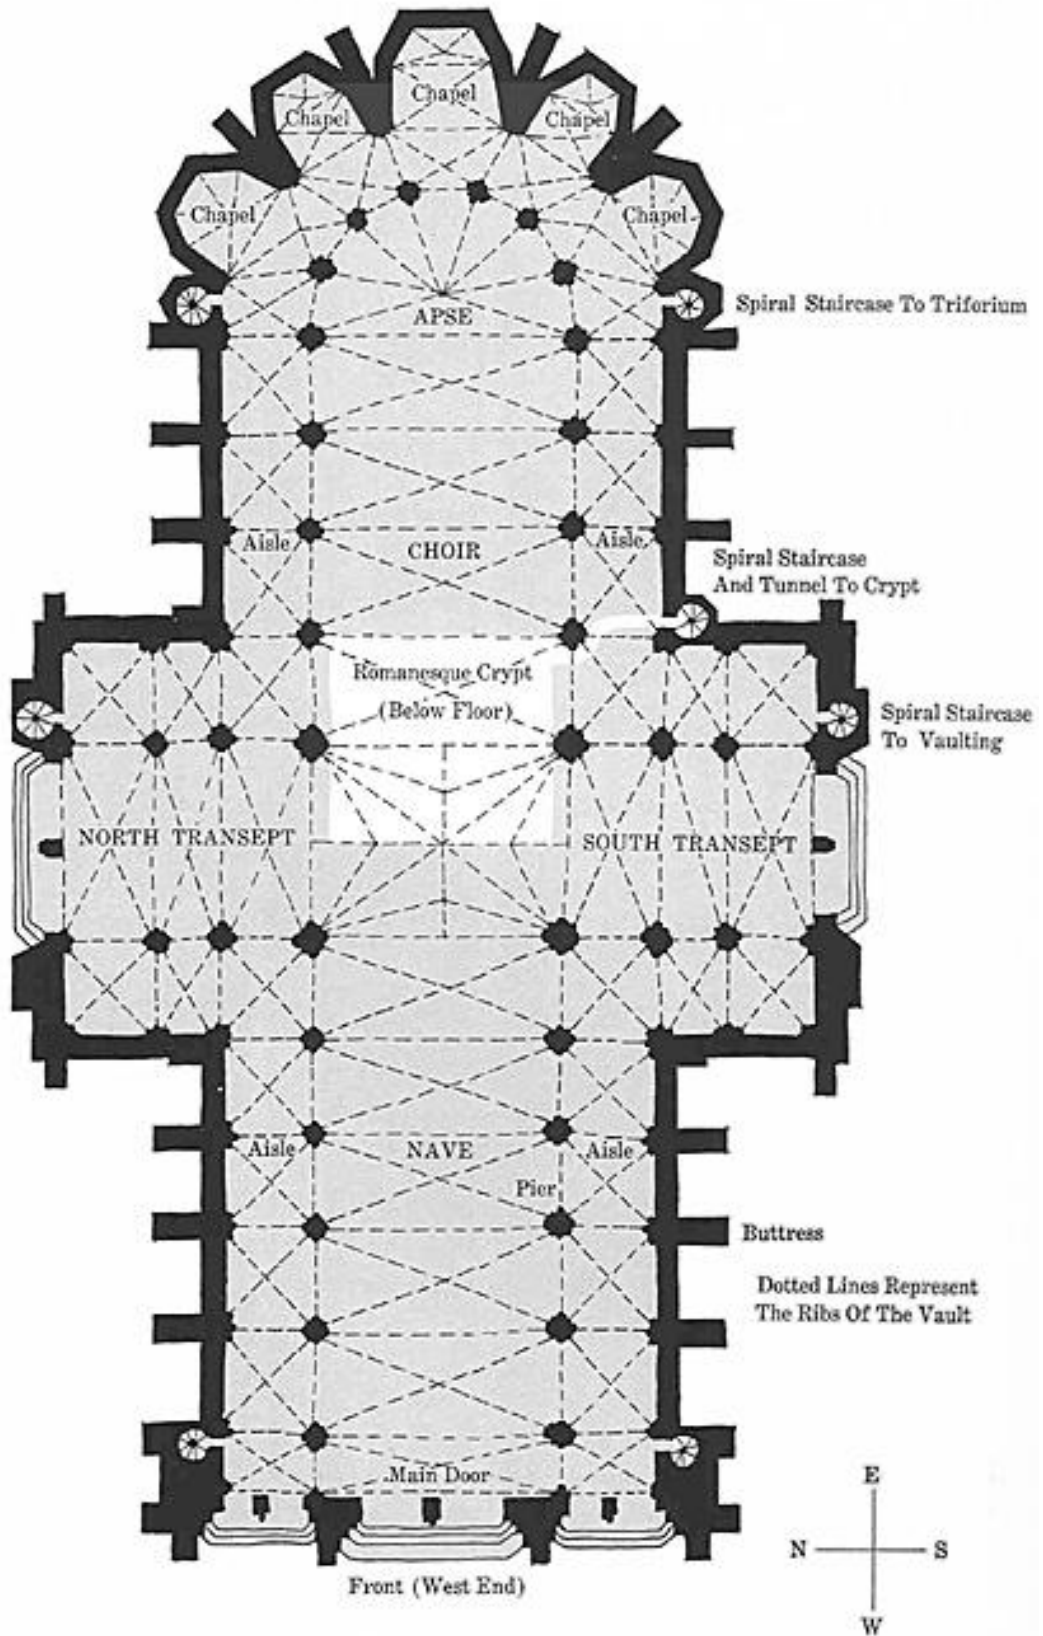 Chapel
Chapel
Chapel
Chapel
Chapel
Spiral Staircase To Triforium
APSE
Aisle
CHOIR
Aisle
Spiral Staircase
And Tunnel To Crypt
Romanesque Crypt
(Below Floor)
Spiral Staircase
To Vaulting
NORTH TRANSEPT
SOUTH TRANSEPT
Aisle
NAVE
Aisle
Pier
Buttress
Dotted Lines Represent
The Ribs Of The Vault
Main Door
Front (West End)
E
N
S
W